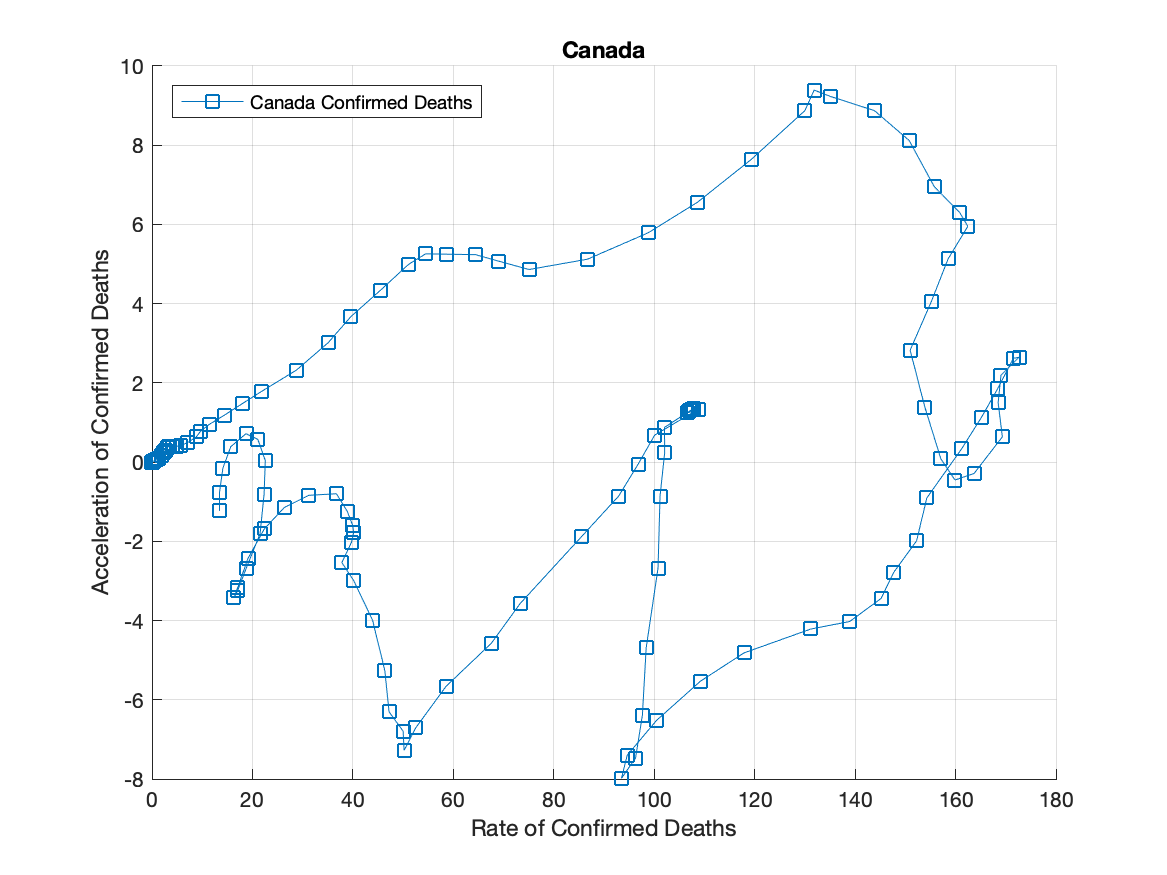 Canada
Canada Confirmed Deaths
Acceleration of Confirmed Deaths
10
8
6
4
2
0
-2
-4
-6
-8
0 20 40 60 80 100 120 140 160 180
Rate of Confirmed Deaths